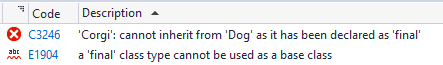 Code Description
C3246 'Corgi': cannot inherit from 'Dog' as it has been declared as 'final'
abc E1904 a 'final' class type cannot be used as a base class